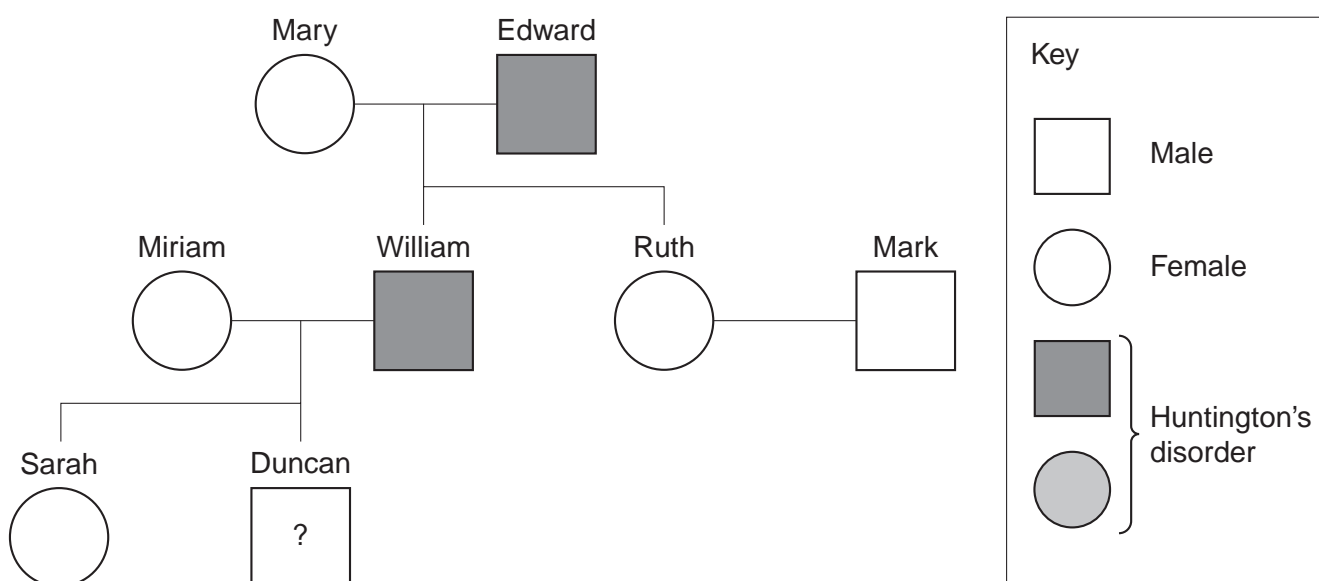 Mary
Edward
Key
Male
Miriam
William
Ruth
Mark
Female
Huntington's
disorder
Sarah
Duncan
?